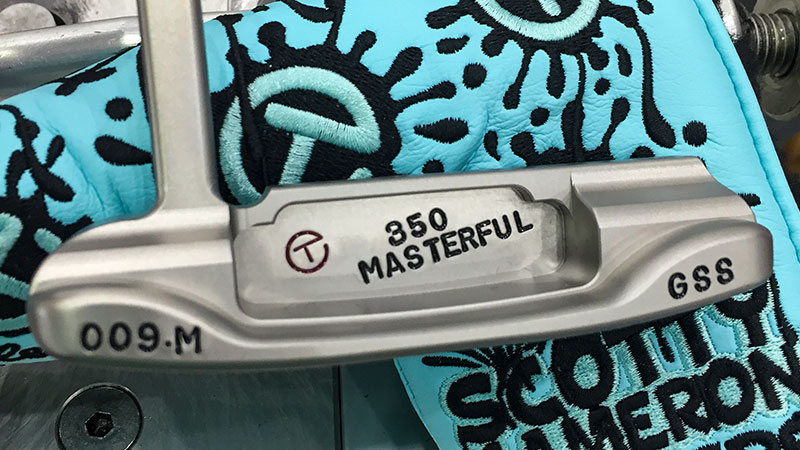 350
MASTERFUL
009.M
GSS
SCOTTY
CAMERON